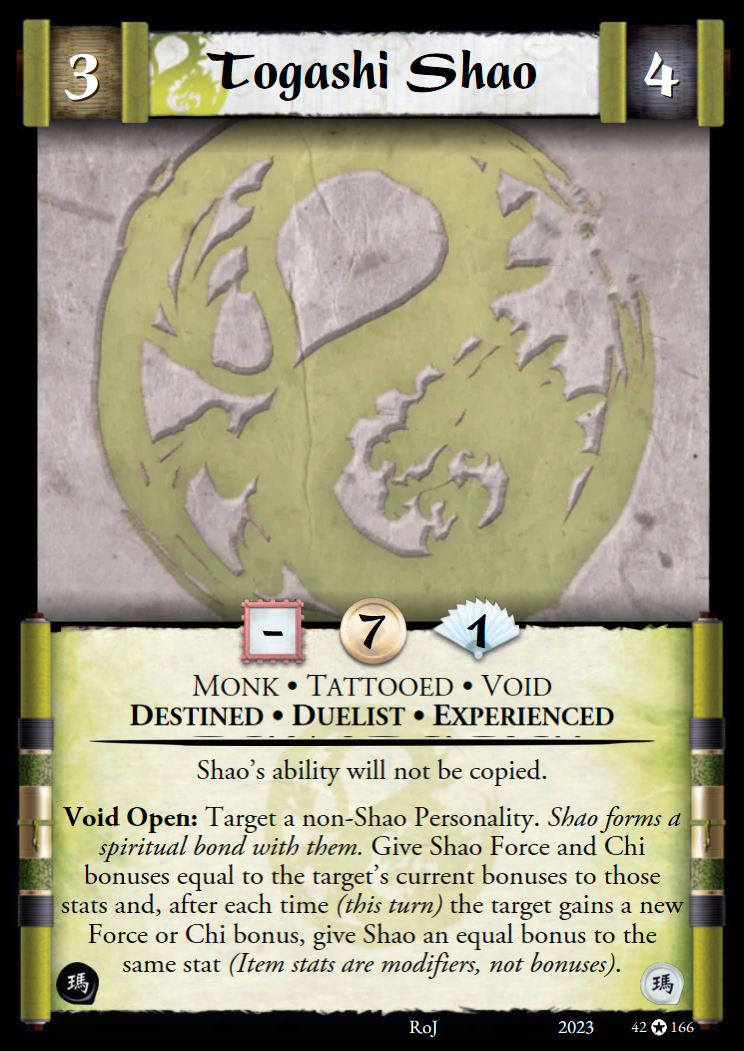 3 Togashi Shao 4
- 7 1
Monk • Tattooed • Void
Destined • Duelist • Experienced
Shao's ability will not be copied.
Void Open: Target a non-Shao Personality. Shao forms a
spiritual bond with them. Give Shao Force and Chi
bonuses equal to the target's current bonuses to those
stats and, after each time (this turn) the target gains a new
Force or Chi bonus, give Shao an equal bonus to the
same stat (Item stats are modifiers, not bonuses).
瑪 瑪
RoJ 2023 42 ✪ 166